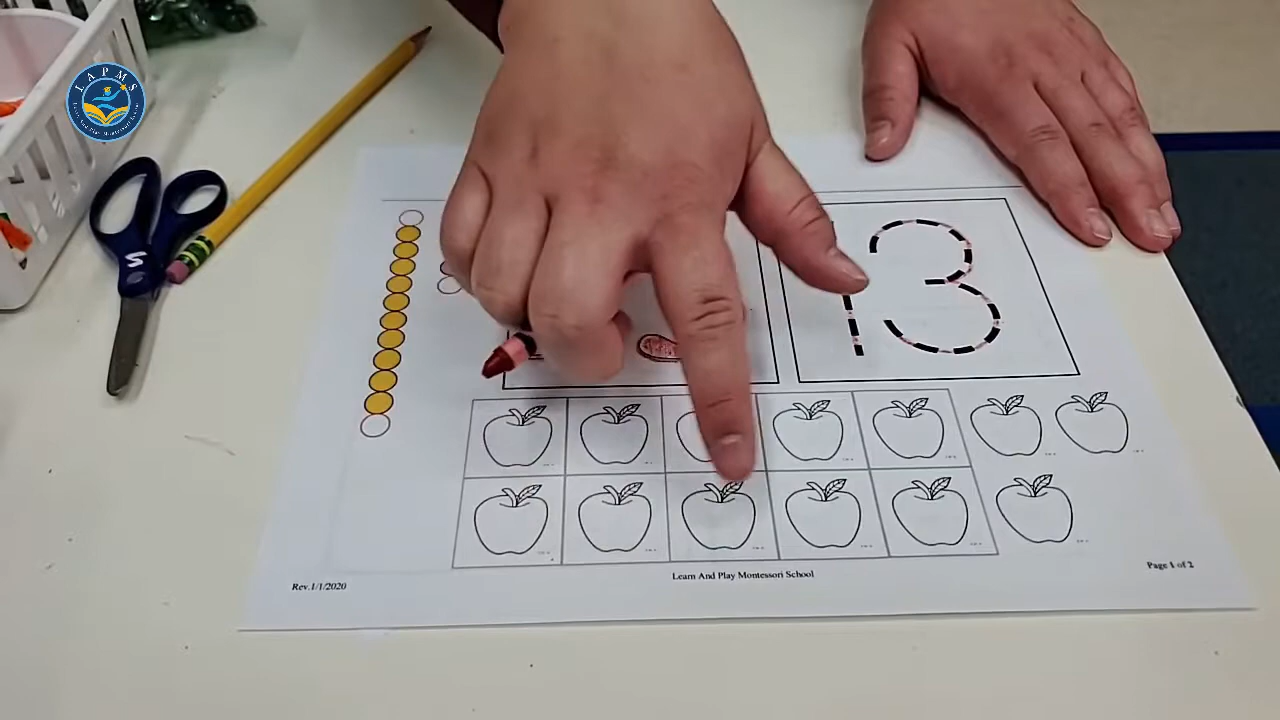 LAPMS
S
13
Rev.1/1/2020
Learn And Play Montessori School
Page 1 of 2